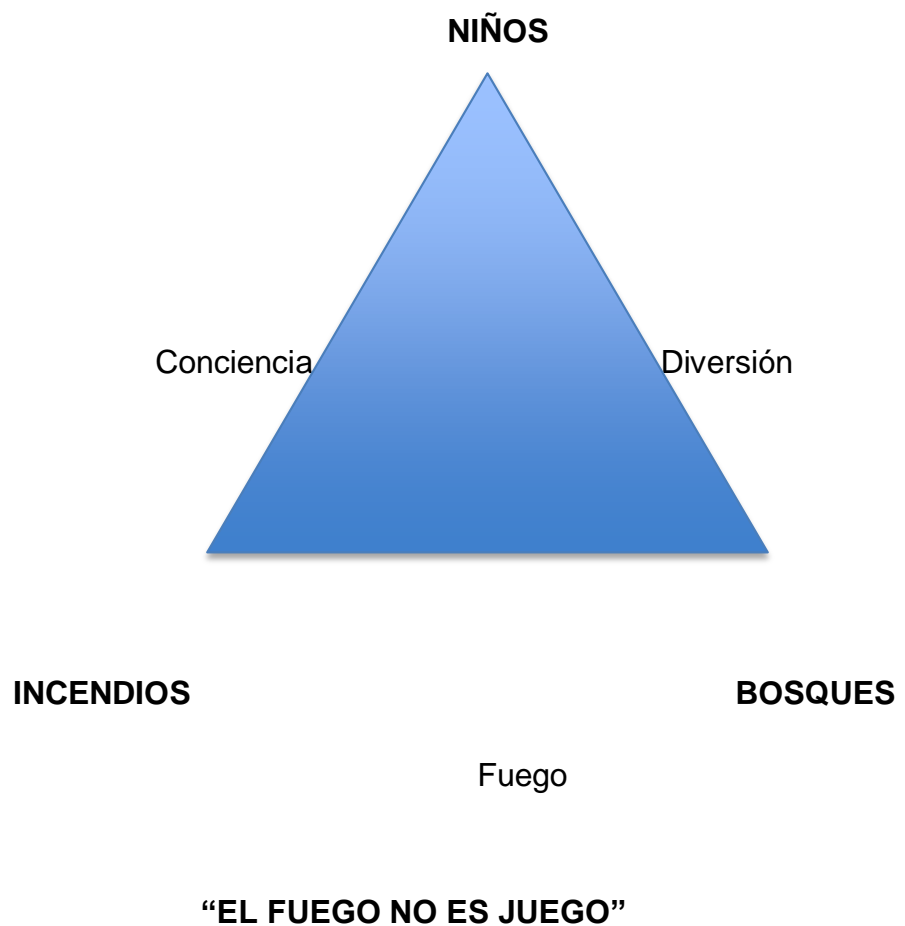 NIÑOS
Conciencia
Diversión
INCENDIOS
BOSQUES
Fuego
“EL FUEGO NO ES JUEGO”